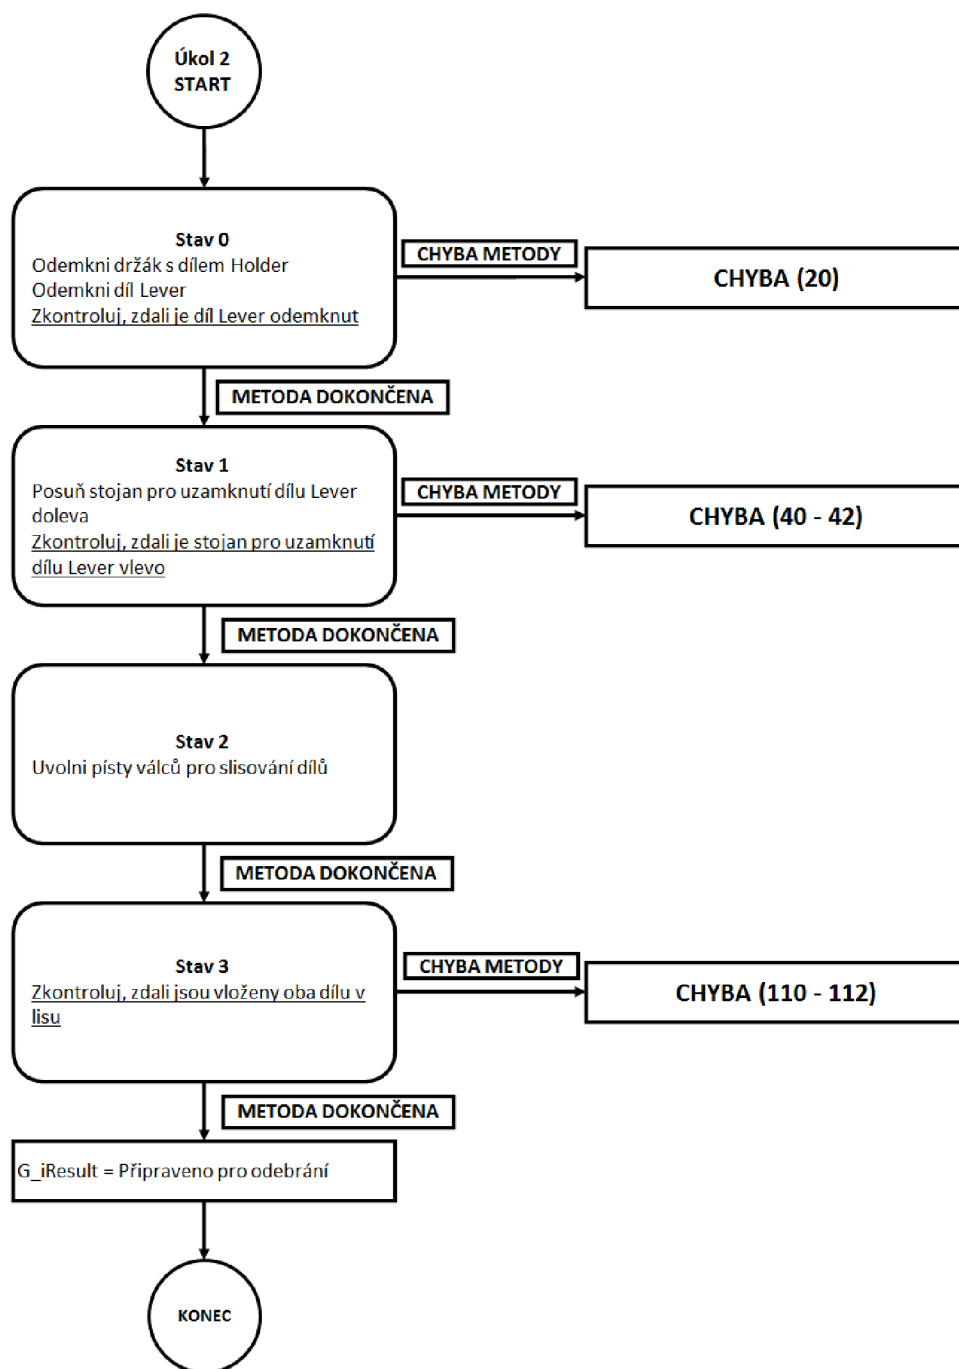 Úkol 2
START
Stav 0
Odemkni držák s dílem Holder
Odemkni díl Lever
Zkontroluj, zdali je díl Lever odemknut
CHYBA METODY
CHYBA (20)
METODA DOKONČENA
Stav 1
Posuň stojan pro uzamknutí dílu Lever
doleva
Zkontroluj, zdali je stojan pro uzamknutí
dílu Lever vlevo
CHYBA METODY
CHYBA (40 - 42)
METODA DOKONČENA
Stav 2
Uvolni písty válců pro slisování dílů
METODA DOKONČENA
Stav 3
Zkontroluj, zdali jsou vloženy oba dílu v
lisu
CHYBA METODY
CHYBA (110 - 112)
METODA DOKONČENA
G_iResult = Připraveno pro odebrání
KONEC